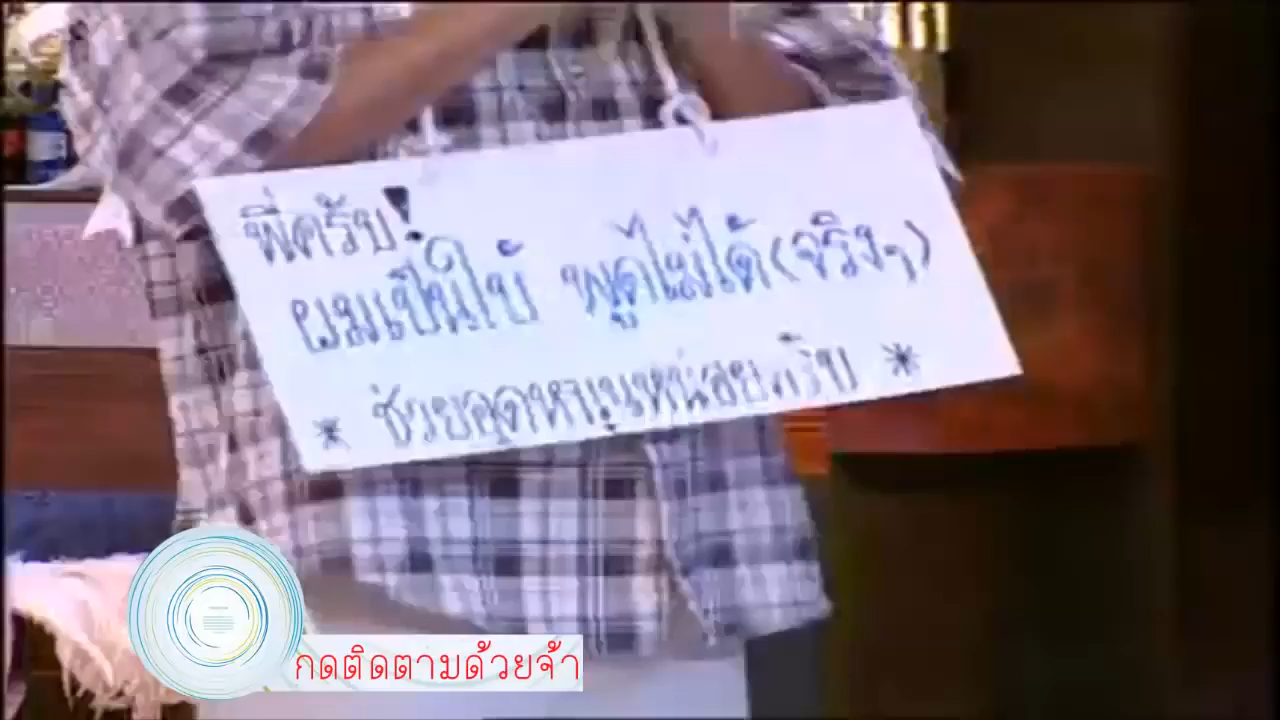 พี่ครับ!
ผมเป็นใบ้ พูดไม่ได้ (จริงๆ)
* ช่วยอุดหนุนหน่อยครับ *
กดติดตามด้วยจ้า